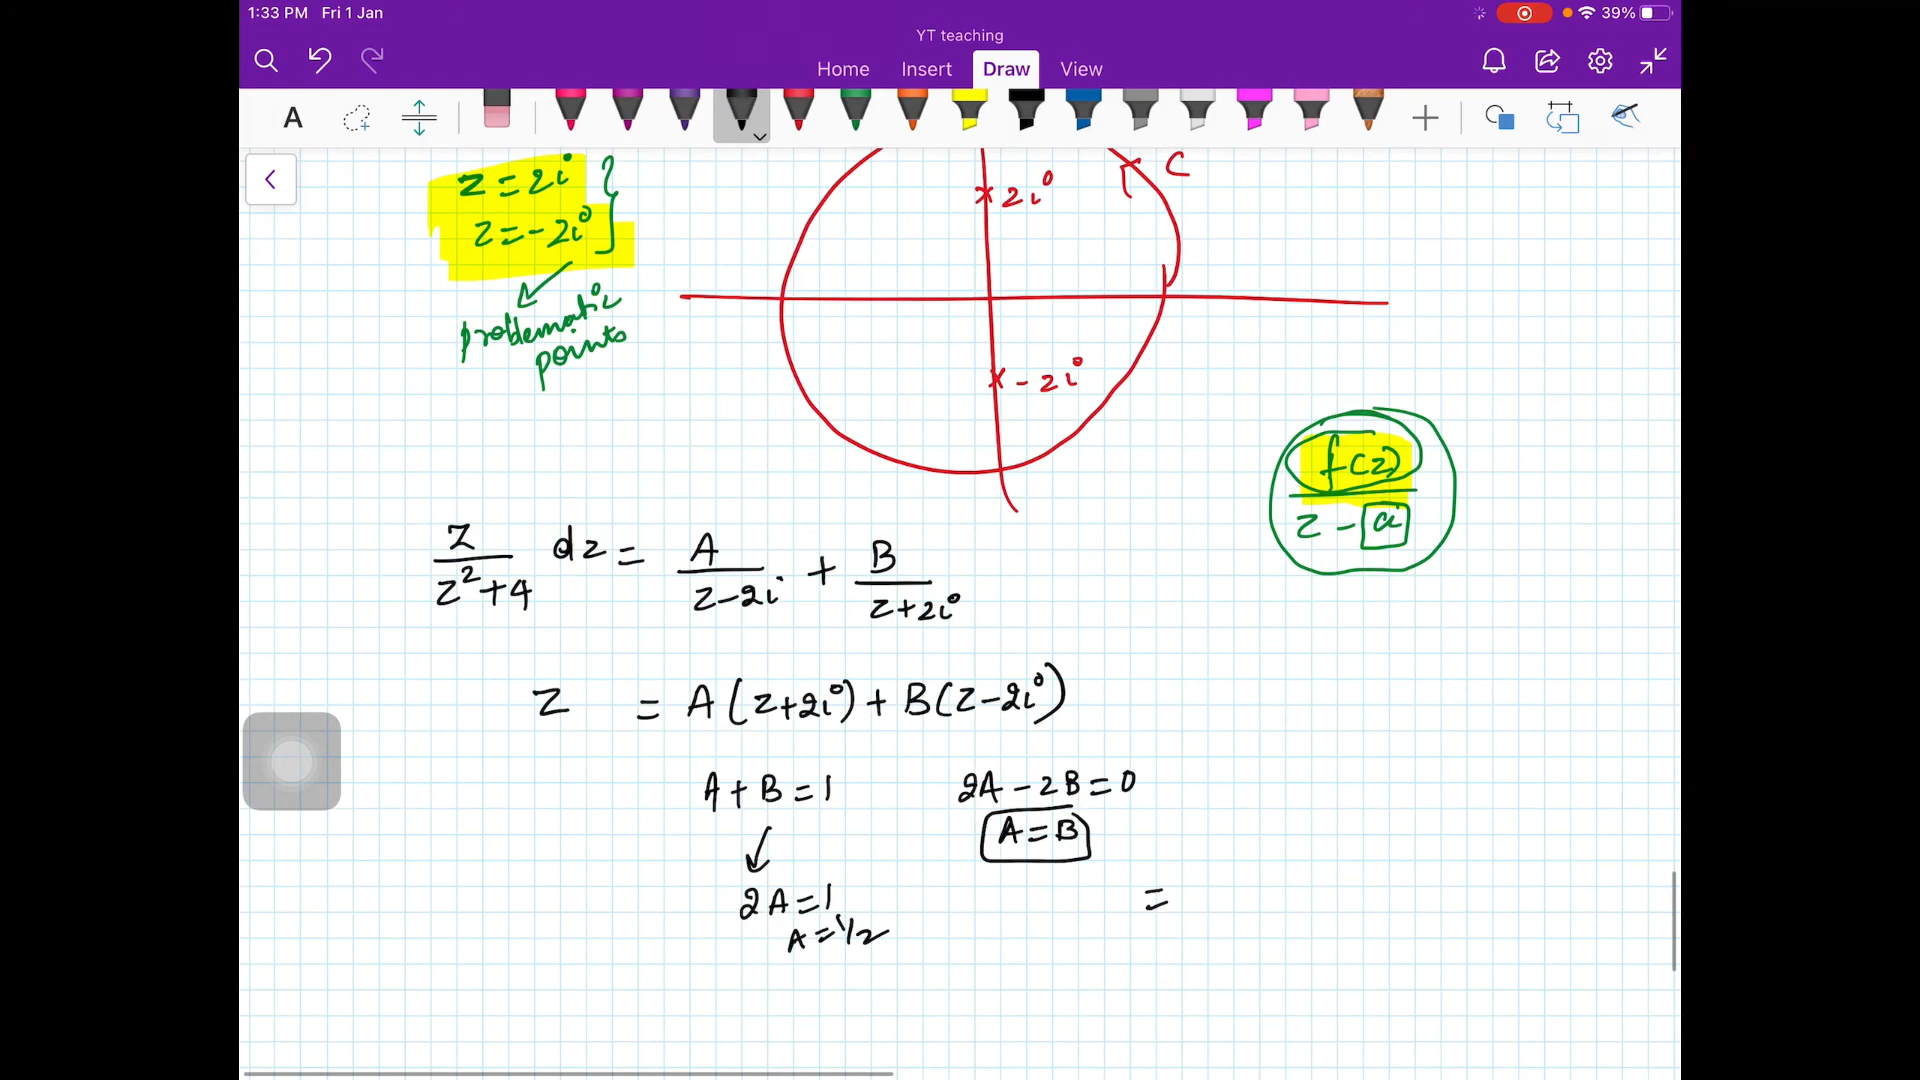 1:33 PM Fri 1 Jan
39%
YT teaching
Home Insert Draw View
A
z = 2i
z = -2i
problematic
points
C
2i
-2i
f(z)
z - a
z/(z²+4) dz = A/(z-2i) + B/(z+2i)
z = A(z+2i) + B(z-2i)
A + B = 1
2A - 2B = 0
A = B
2A = 1
A = 1/2
=